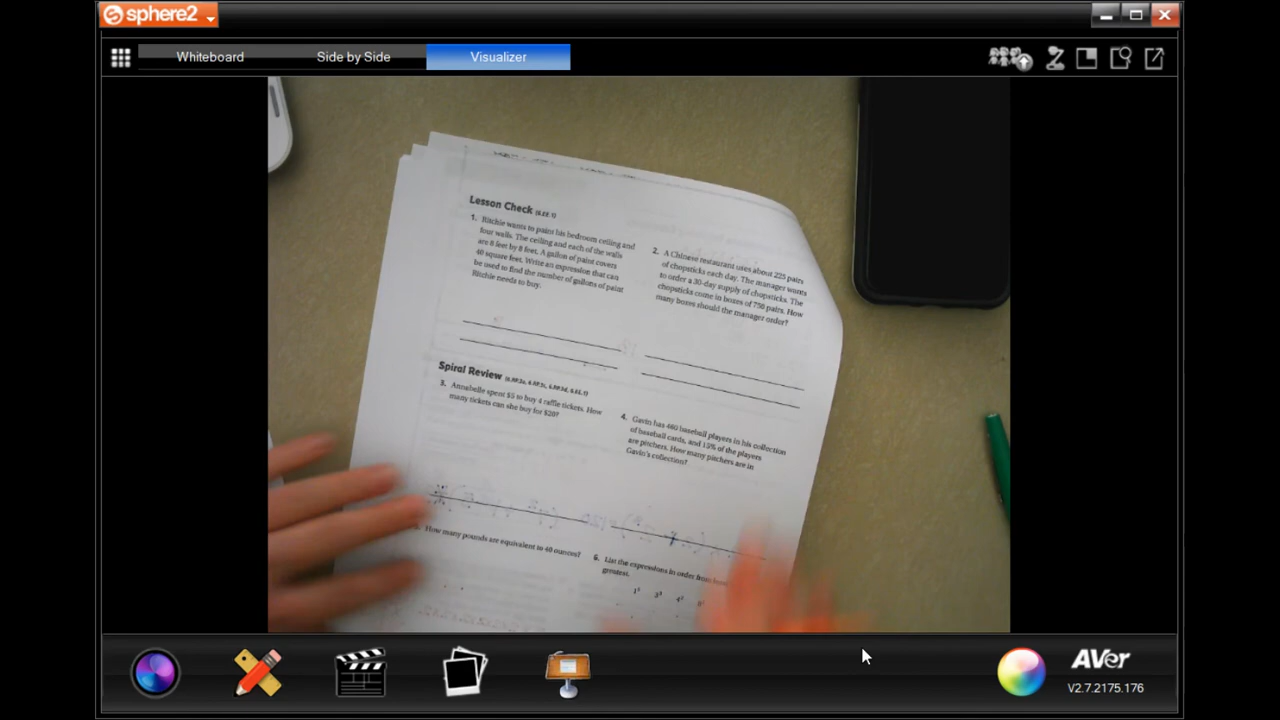 sphere2
Whiteboard
Side by Side
Visualizer
Lesson Check (6.EE.1)
1. Ritchie wants to paint his bedroom ceiling and
four walls. The ceiling and each of the walls
are 8 feet by 8 feet. A gallon of paint covers
40 square feet. Write an expression that can
be used to find the number of gallons of paint
Ritchie needs to buy.
2. A Chinese restaurant uses about 225 pairs
of chopsticks each day. The manager wants
to order a 30-day supply of chopsticks. The
chopsticks come in boxes of 750 pairs. How
many boxes should the manager order?
Spiral Review
3. Annabelle spent $5 to buy 4 raffle tickets. How
many tickets can she buy for $20?
4. Gavin has 460 baseball players in his collection
of baseball cards, and 15% of the players
are pitchers. How many pitchers are in
Gavin's collection?
How many pounds are equivalent to 40 ounces?
6. List the expressions in order from
greatest.
AVer
V2.7.2175.176